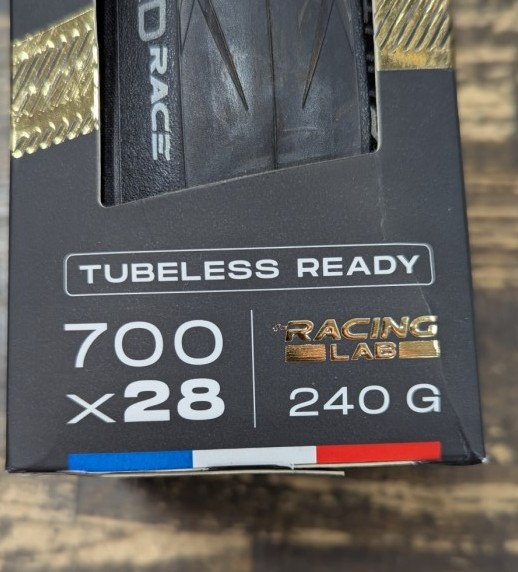 RACE
TUBELESS READY
700
x28
RACING
LAB
240 G